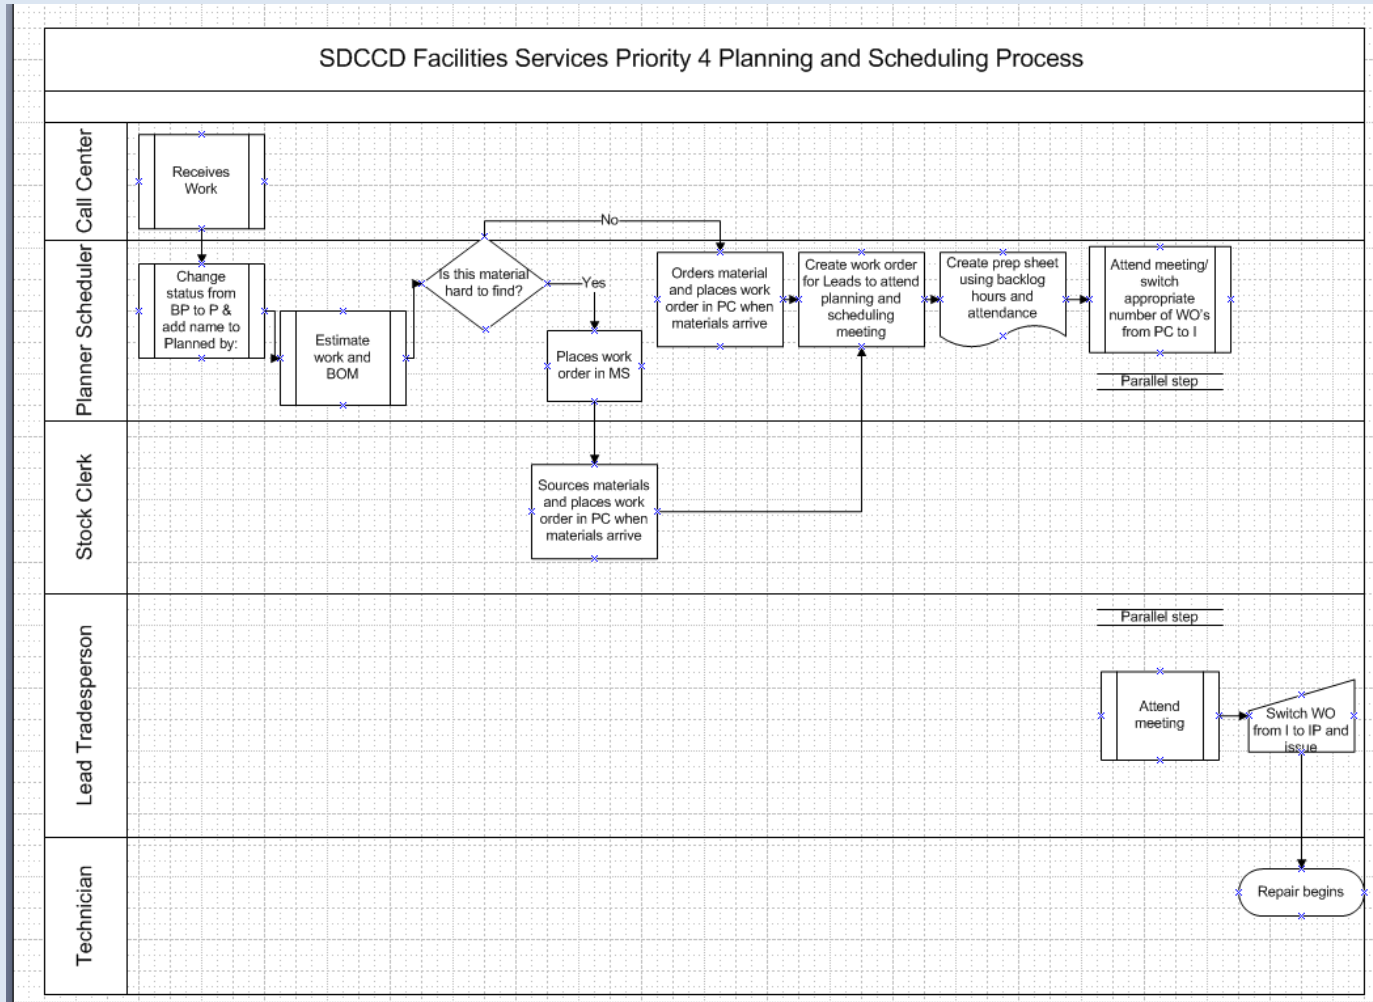 SDCCD Facilities Services Priority 4 Planning and Scheduling Process
Call Center
Receives
Work
No
Planner Scheduler
Change
status from
BP to P &
add name to
Planned by:
Estimate
work and
BOM
Is this material
hard to find?
Yes
Places work
order in MS
Orders material
and places work
order in PC when
materials arrive
Create work order
for Leads to attend
planning and
scheduling
meeting
Create prep sheet
using backlog
hours and
attendance
Attend meeting/
switch
appropriate
number of WO's
from PC to I
Parallel step
Stock Clerk
Sources materials
and places work
order in PC when
materials arrive
Lead Tradesperson
Parallel step
Attend
meeting
Switch WO
from I to IP and
issue
Technician
Repair begins